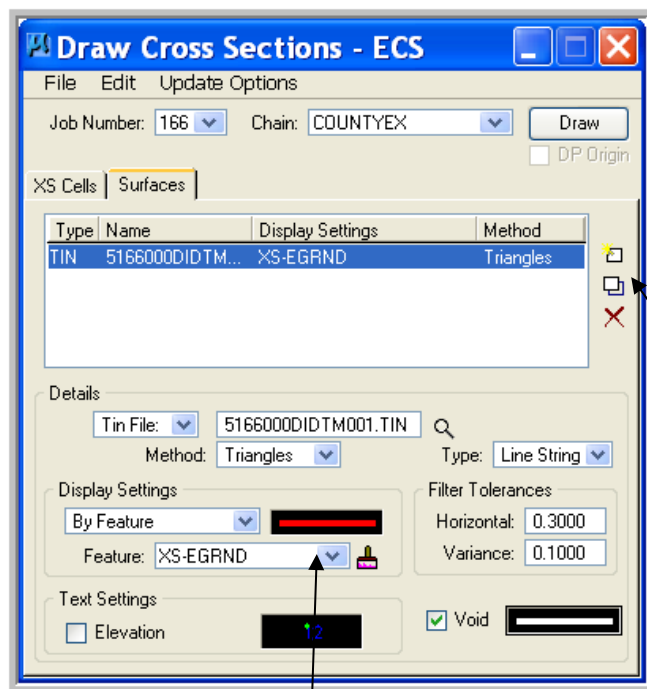 Draw Cross Sections - ECS
File Edit Update Options
Job Number: 166 Chain: COUNTYEX Draw
DP Origin
XS Cells Surfaces
Type Name Display Settings Method
TIN 5166000DIDTM... XS-EGRND Triangles
Details
Tin File: 5166000DIDTM001.TIN
Method: Triangles Type: Line String
Display Settings Filter Tolerances
By Feature Horizontal: 0.3000
Feature: XS-EGRND Variance: 0.1000
Text Settings
Elevation 1.2 Void